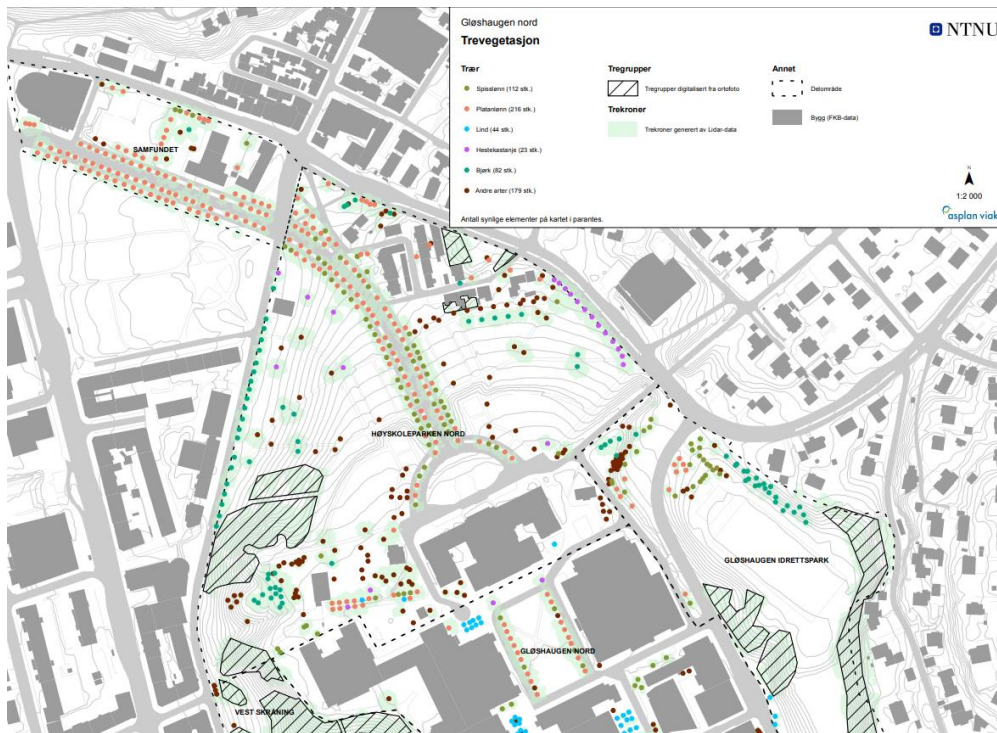 Gløshaugen nord
Trevegetasjon
NTNU
Trær
Spisslønn (112 stk.)
Platanlønn (216 stk.)
Lind (44 stk.)
Hestekastanje (23 stk.)
Bjørk (82 stk.)
Andre arter (179 stk.)
Tregrupper
Tregrupper digitalisert fra ortofoto
Trekroner
Trekroner generert av Lidar-data
Annet
Delområde
Bygg (FKB-data)
N
1:2 000
asplan viak
Antall synlige elementer på kartet i parantes.
SAMFUNDET
HØYSKOLEPARKEN NORD
GLØSHAUGEN IDRETTSPARK
GLØSHAUGEN NORD
VEST SKRÅNING